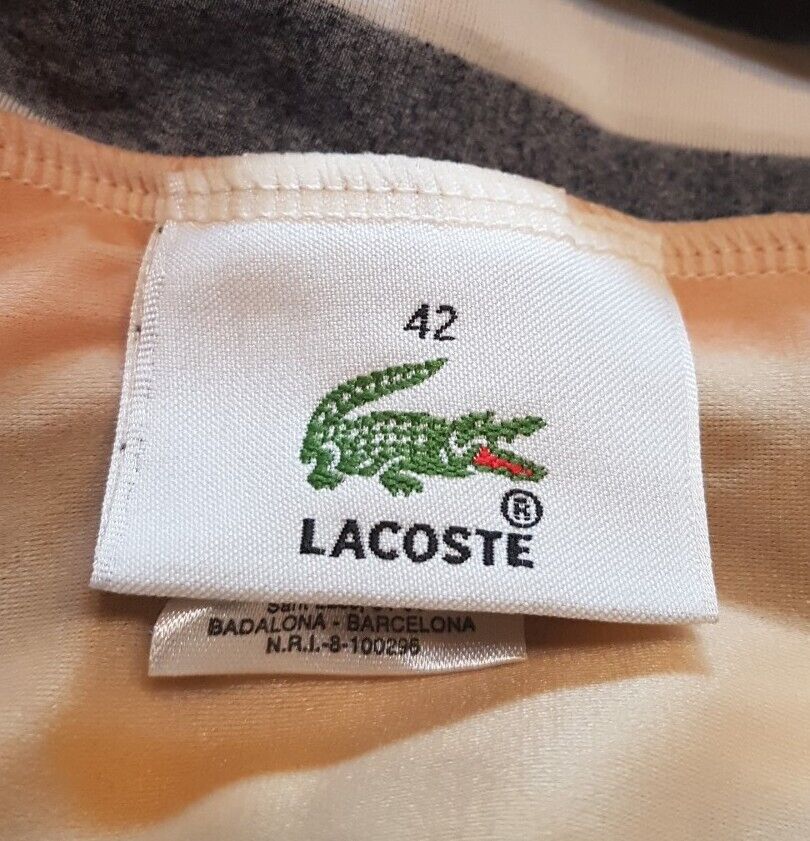 42
LACOSTE ®
BADALONA - BARCELONA
N.R.I.-8-100296